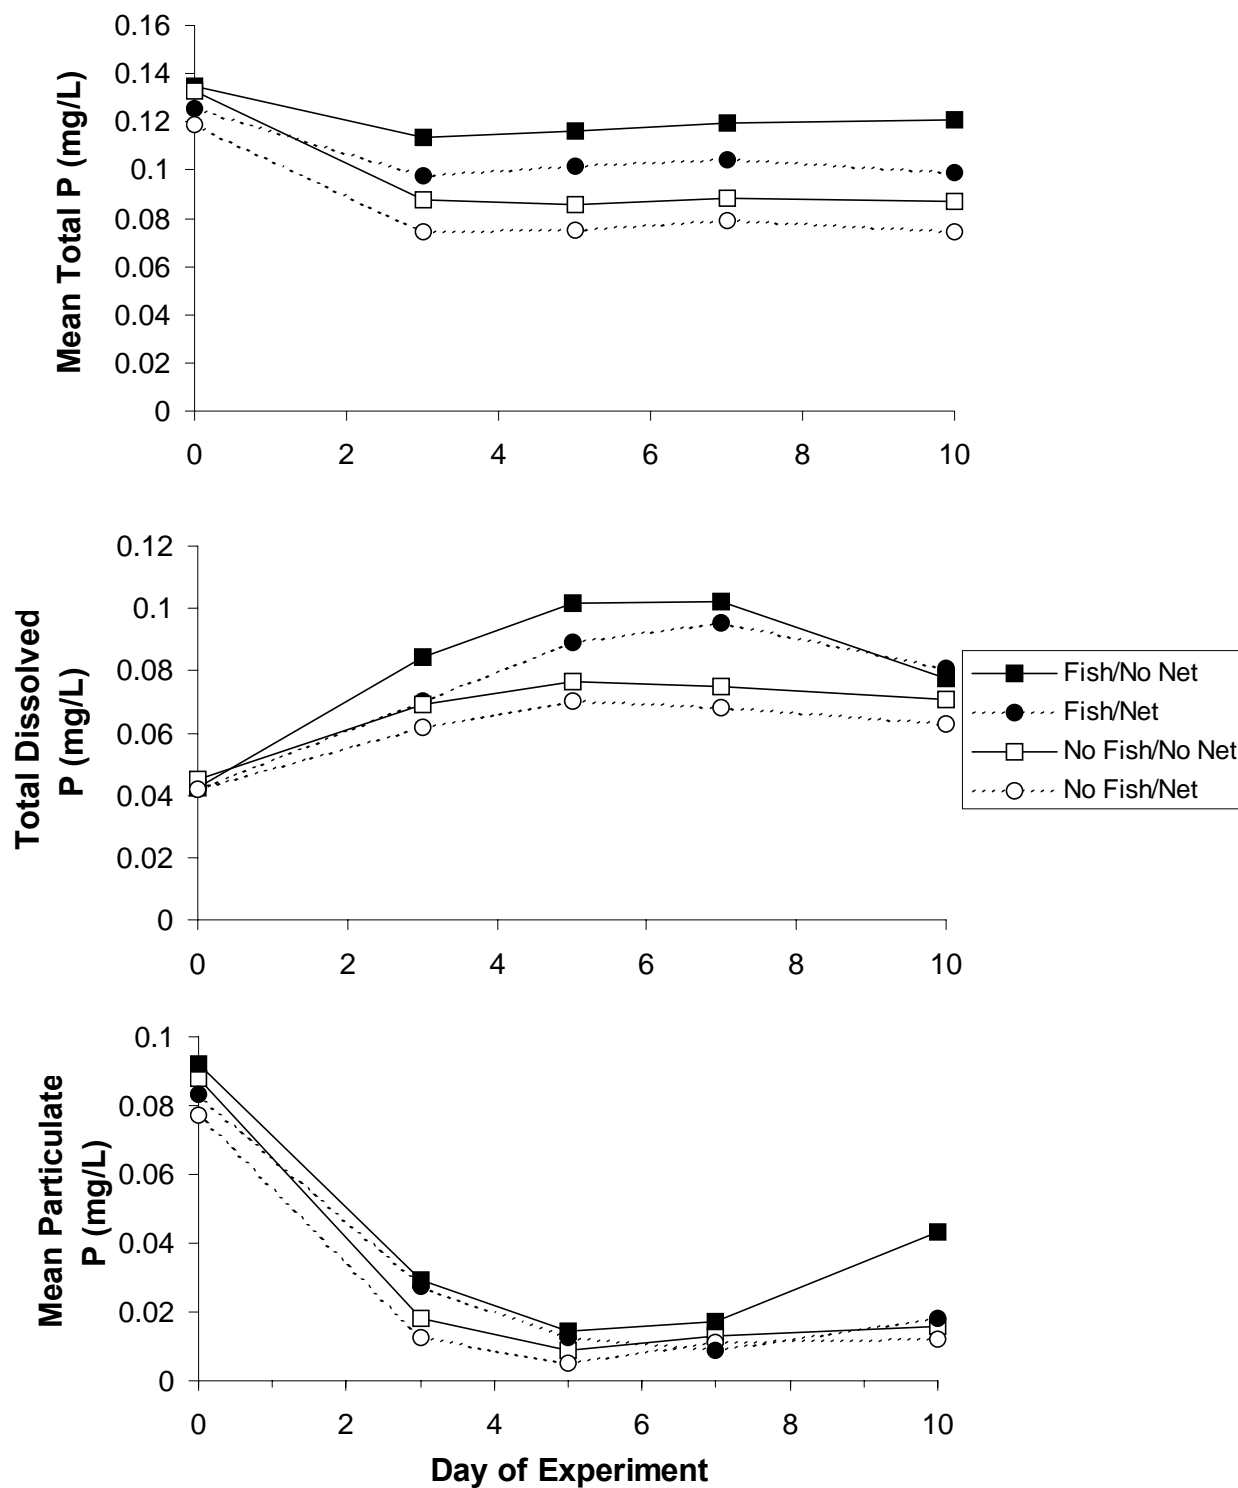 0.16
0.14
0.12
0.1
0.08
0.06
0.04
0.02
0
Mean Total P (mg/L)
0 2 4 6 8 10
0.12
0.1
0.08
0.06
0.04
0.02
0
Total Dissolved
P (mg/L)
0 2 4 6 8 10
Fish/No Net
Fish/Net
No Fish/No Net
No Fish/Net
0.1
0.08
0.06
0.04
0.02
0
Mean Particulate
P (mg/L)
0 2 4 6 8 10
Day of Experiment